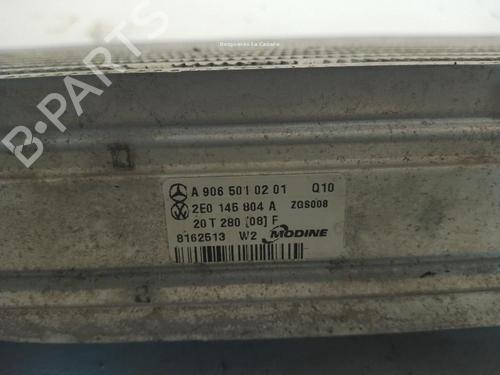 Desguaces La Cabaña
B-PARTS
A 906 501 02 01 Q10
2E0 145 804 A ZGS008
20 T 280 [08] F
8162513 W2 MODINE